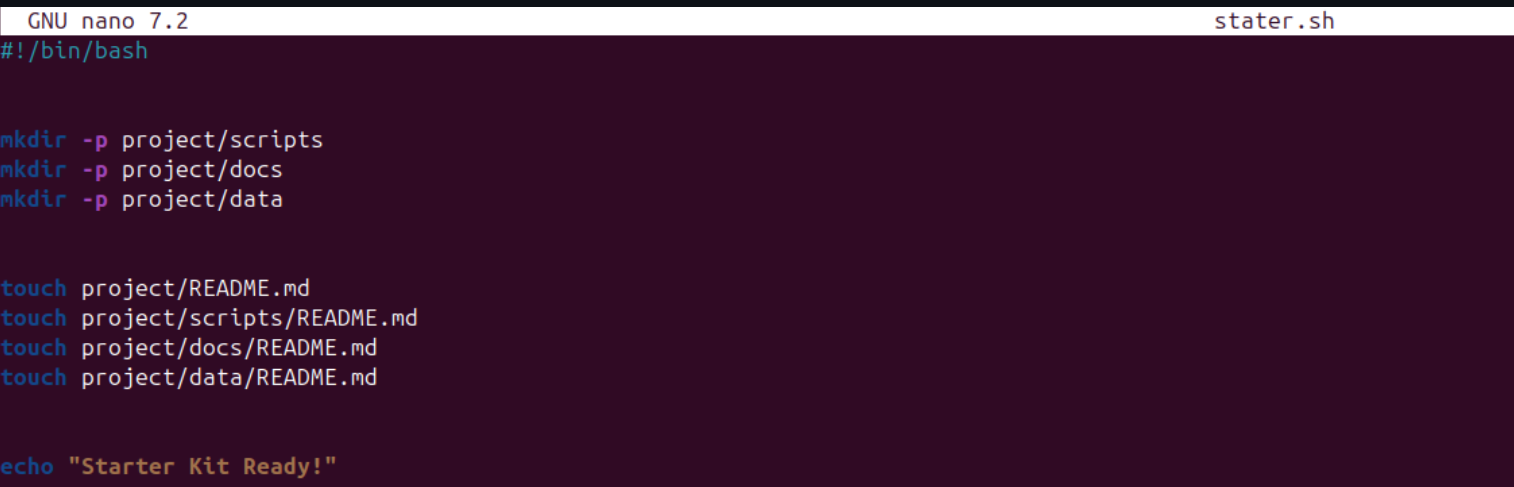 GNU nano 7.2 stater.sh
#!/bin/bash
mkdir -p project/scripts
mkdir -p project/docs
mkdir -p project/data
touch project/README.md
touch project/scripts/README.md
touch project/docs/README.md
touch project/data/README.md
echo "Starter Kit Ready!"